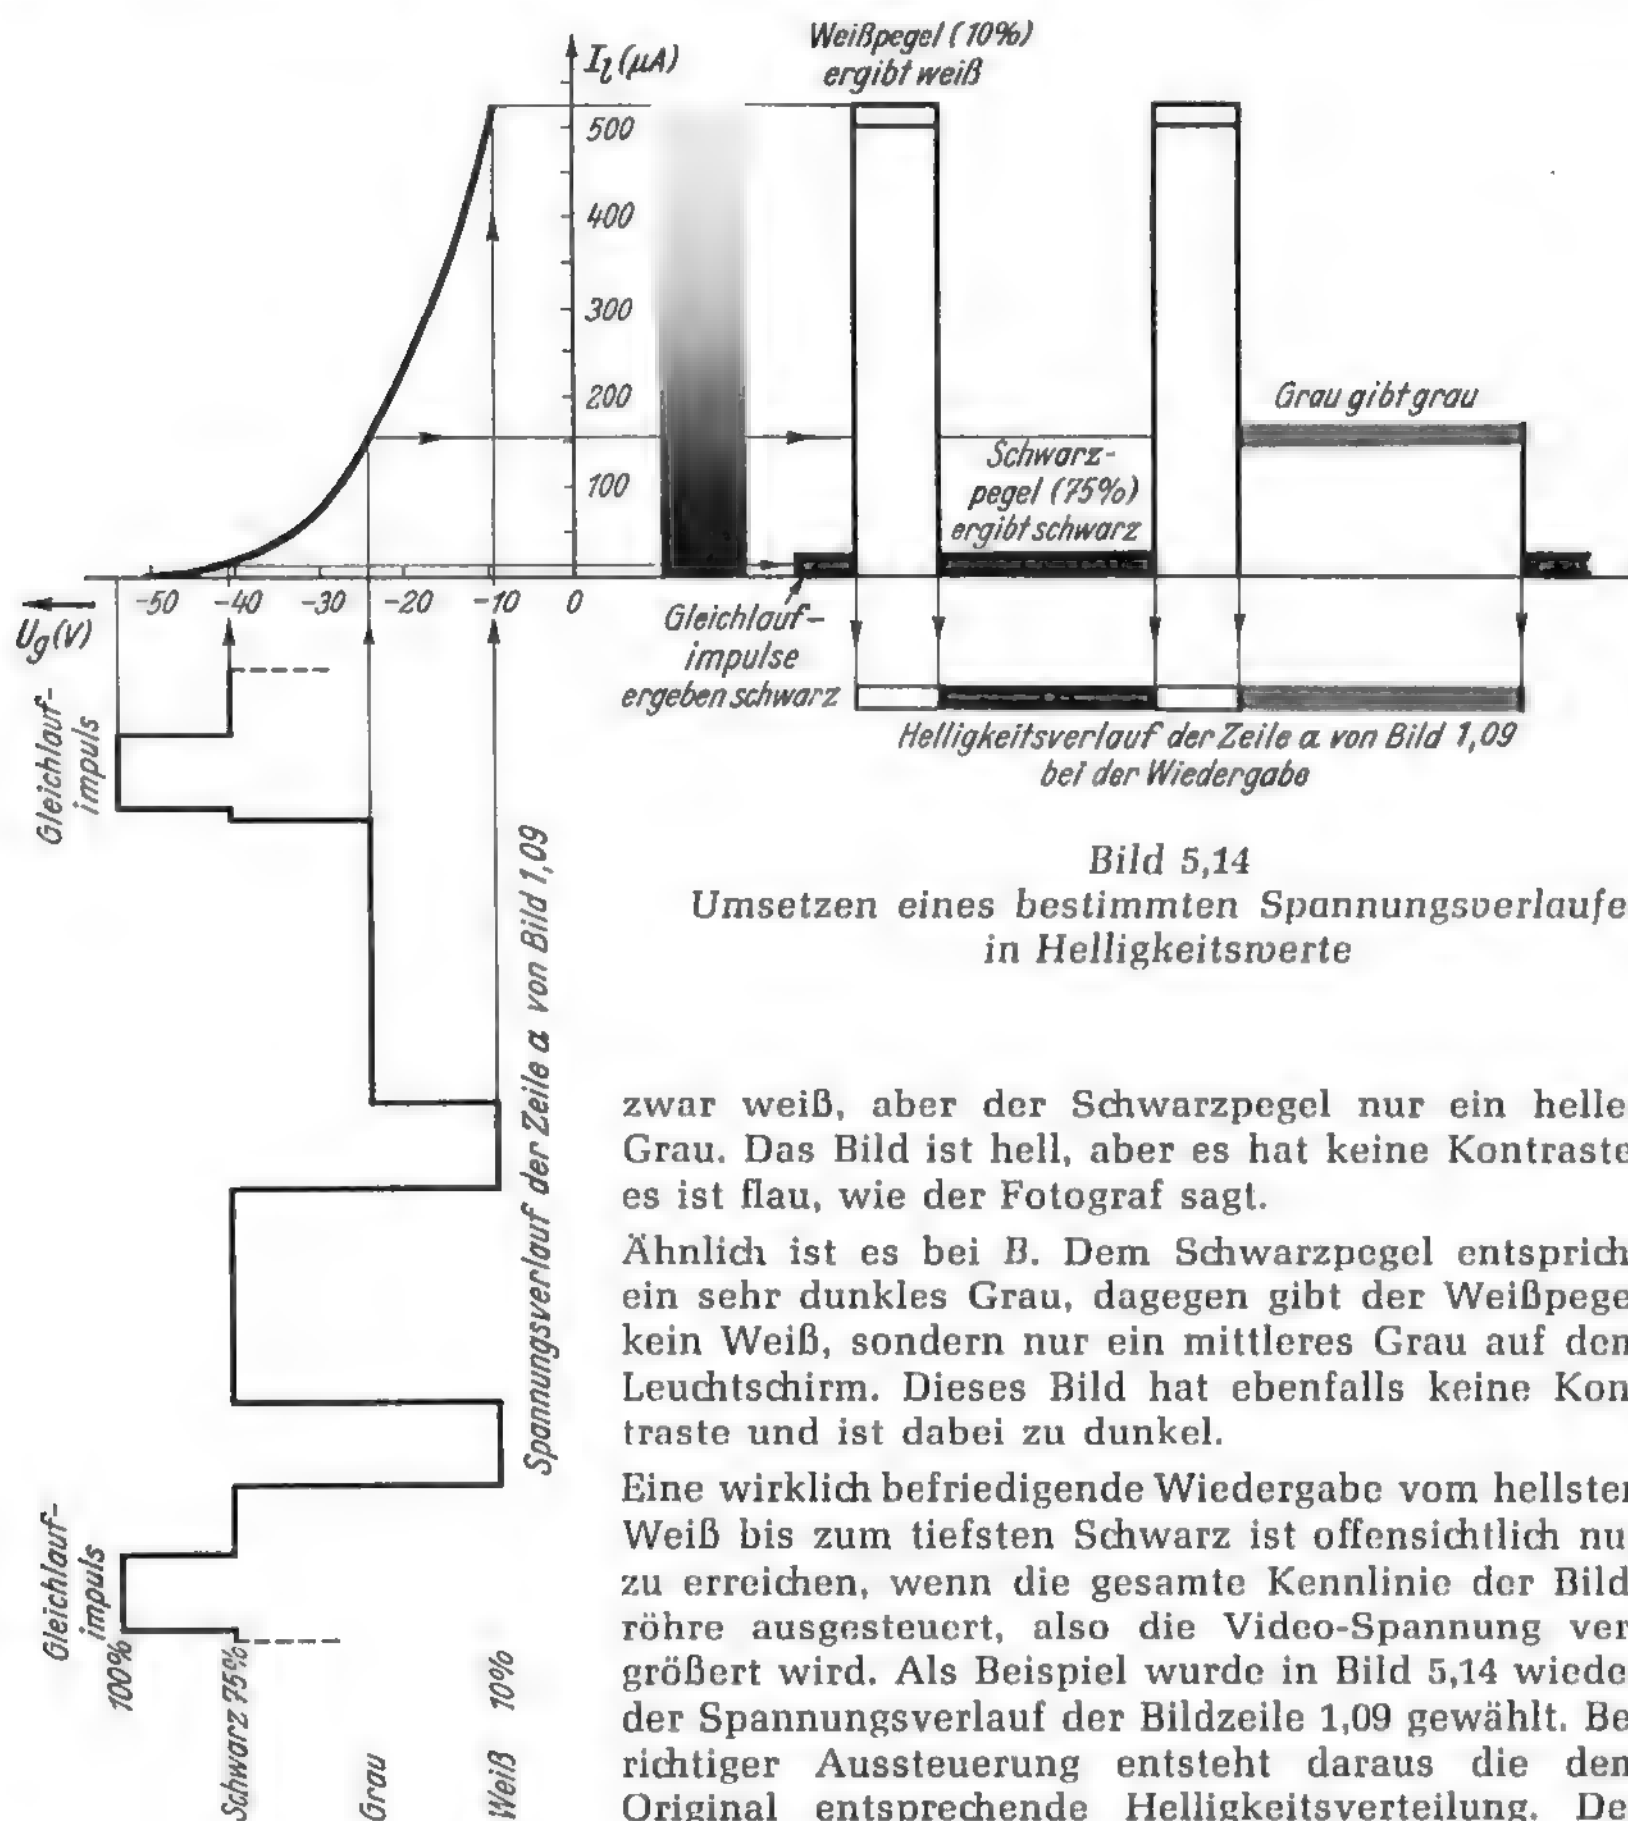 Weißpegel (10%)
ergibt weiß
I_l (µA)
500
400
300
200
100
Grau gibt grau
Schwarz-
pegel (75%)
ergibt schwarz
-50 -40 -30 -20 -10 0
U_g (V)
Gleichlauf-
impulse
ergeben schwarz
Helligkeitsverlauf der Zeile a von Bild 1,09
bei der Wiedergabe
Gleichlauf-
impuls
Spannungsverlauf der Zeile a von Bild 1,09
Gleichlauf-
impuls
100%
Schwarz 75%
Grau
Weiß 10%
Bild 5,14
Umsetzen eines bestimmten Spannungsverlaufe
in Helligkeitswerte
zwar weiß, aber der Schwarzpegel nur ein helle
Grau. Das Bild ist hell, aber es hat keine Kontraste
es ist flau, wie der Fotograf sagt.
Ähnlich ist es bei B. Dem Schwarzpegel entsprich
ein sehr dunkles Grau, dagegen gibt der Weißpege
kein Weiß, sondern nur ein mittleres Grau auf dem
Leuchtschirm. Dieses Bild hat ebenfalls keine Kon
traste und ist dabei zu dunkel.
Eine wirklich befriedigende Wiedergabe vom hellsten
Weiß bis zum tiefsten Schwarz ist offensichtlich nu
zu erreichen, wenn die gesamte Kennlinie der Bild
röhre ausgesteuert, also die Video-Spannung ver
größert wird. Als Beispiel wurde in Bild 5,14 wiede
der Spannungsverlauf der Bildzeile 1,09 gewählt. Be
richtiger Aussteuerung entsteht daraus die dem
Original entsprechende Helligkeitsverteilung. De